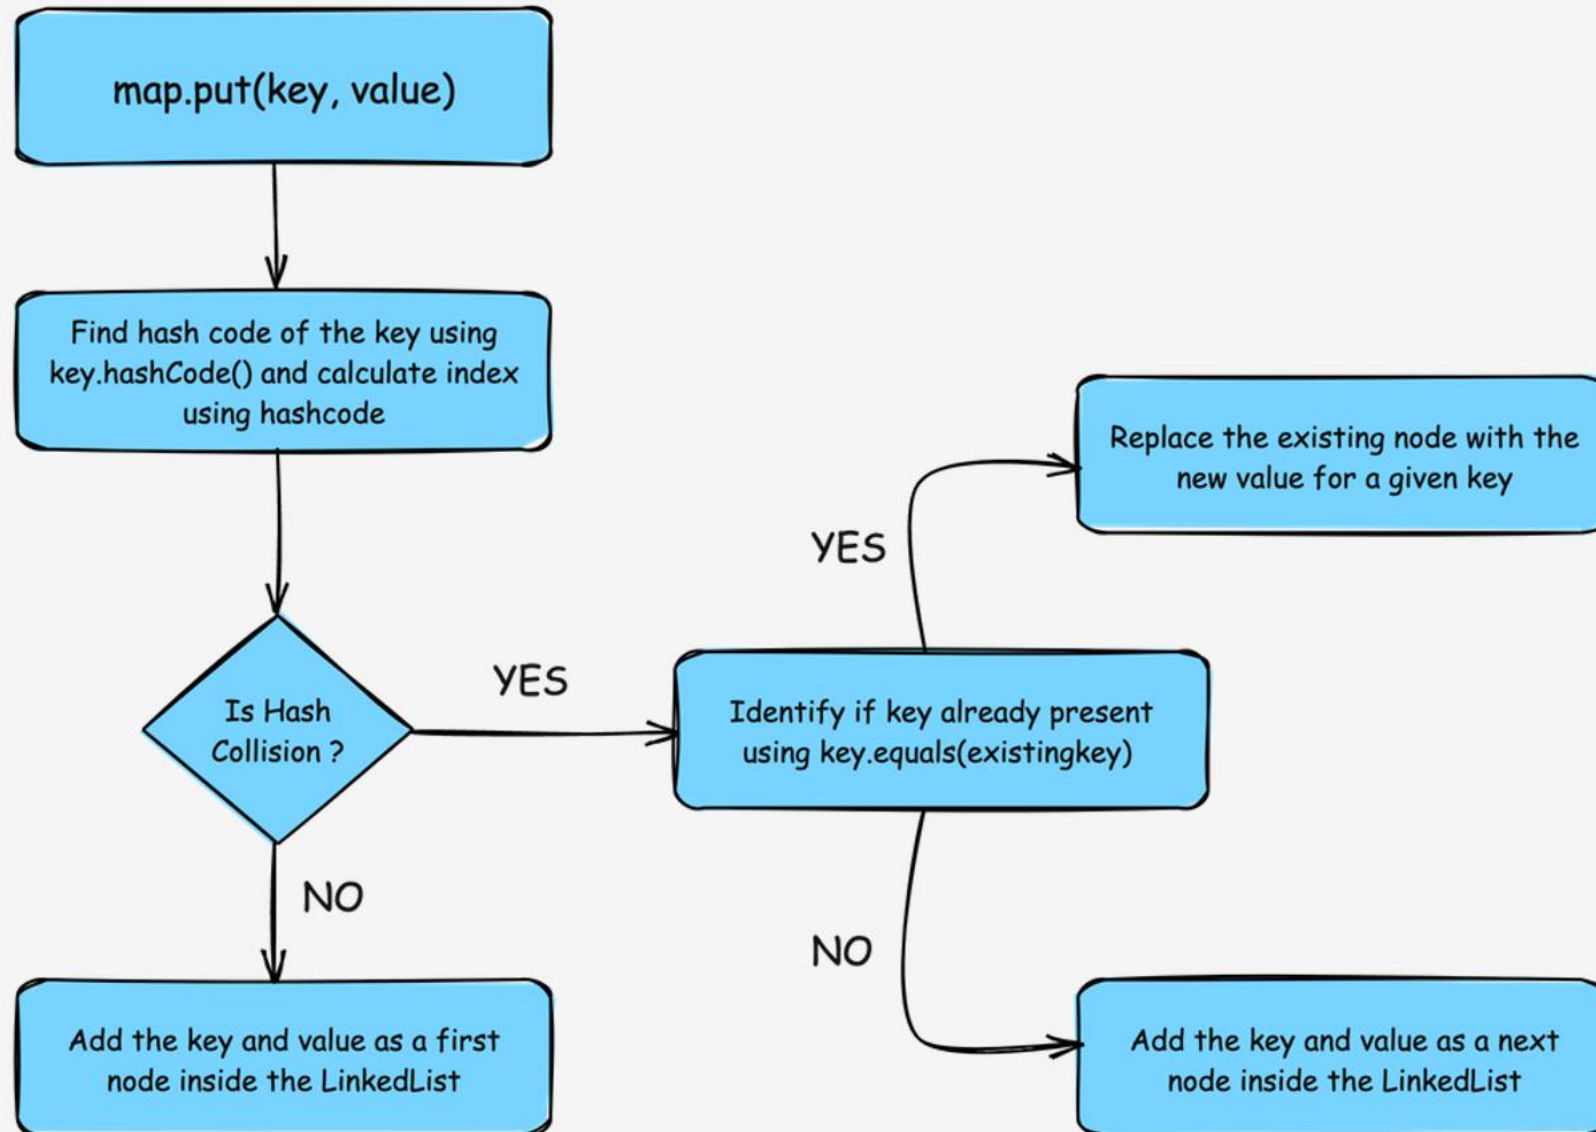 map.put(key, value)
Find hash code of the key using
key.hashCode() and calculate index
using hashcode
Is Hash
Collision ?
YES
Identify if key already present
using key.equals(existingkey)
YES
Replace the existing node with the
new value for a given key
NO
Add the key and value as a next
node inside the LinkedList
NO
Add the key and value as a first
node inside the LinkedList